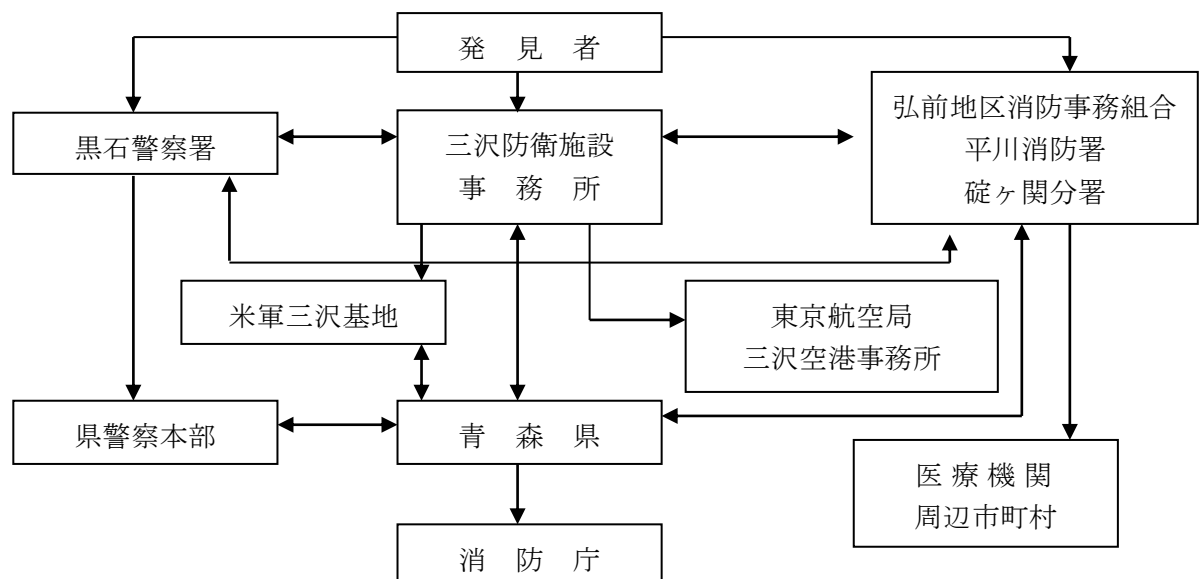 発 見 者
黒石警察署
三沢防衛施設
事 務 所
弘前地区消防事務組合
平川消防署
碇ヶ関分署
米軍三沢基地
東京航空局
三沢空港事務所
県警察本部
青 森 県
医 療 機 関
周辺市町村
消 防 庁